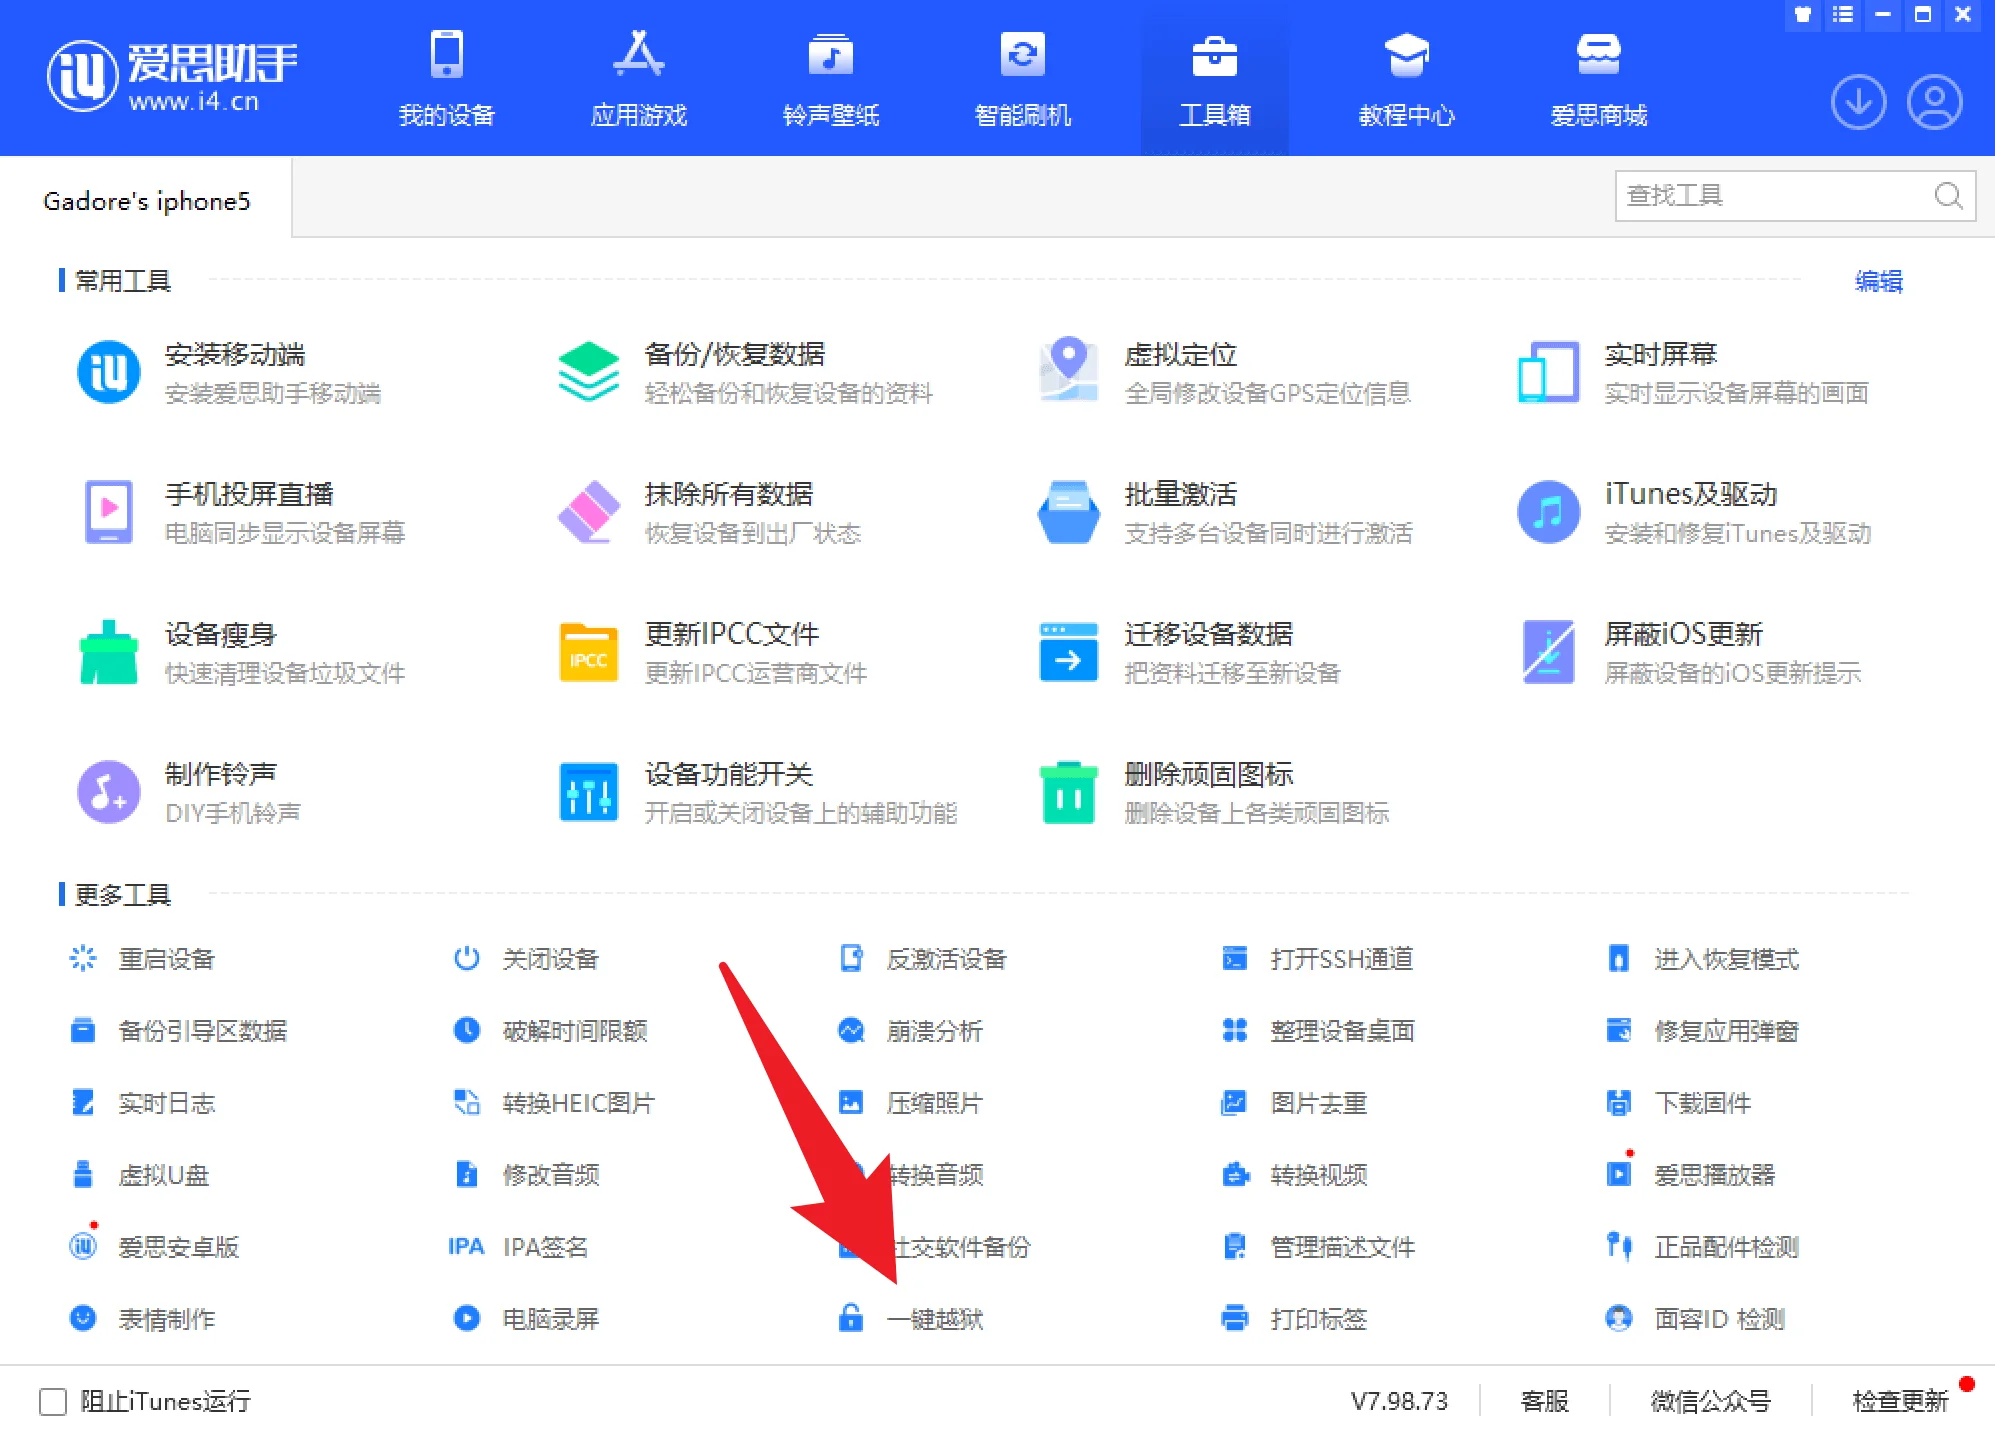 爱思助手
www.i4.cn
我的设备
应用游戏
铃声壁纸
智能刷机
工具箱
教程中心
爱思商城
Gadore's iphone5
查找工具
常用工具
编辑
安装移动端
安装爱思助手移动端
备份/恢复数据
轻松备份和恢复设备的资料
虚拟定位
全局修改设备GPS定位信息
实时屏幕
实时显示设备屏幕的画面
手机投屏直播
电脑同步显示设备屏幕
抹除所有数据
恢复设备到出厂状态
批量激活
支持多台设备同时进行激活
iTunes及驱动
安装和修复iTunes及驱动
设备瘦身
快速清理设备垃圾文件
IPCC
更新IPCC文件
更新IPCC运营商文件
迁移设备数据
把资料迁移至新设备
屏蔽iOS更新
屏蔽设备的iOS更新提示
制作铃声
DIY手机铃声
设备功能开关
开启或关闭设备上的辅助功能
删除顽固图标
删除设备上各类顽固图标
更多工具
重启设备
关闭设备
反激活设备
打开SSH通道
进入恢复模式
备份引导区数据
破解时间限额
崩溃分析
整理设备桌面
修复应用弹窗
实时日志
转换HEIC图片
压缩照片
图片去重
下载固件
虚拟U盘
修改音频
转换音频
转换视频
爱思播放器
爱思安卓版
IPA IPA签名
社交软件备份
管理描述文件
正品配件检测
表情制作
电脑录屏
一键越狱
打印标签
面容ID 检测
阻止iTunes运行
V7.98.73
客服
微信公众号
检查更新